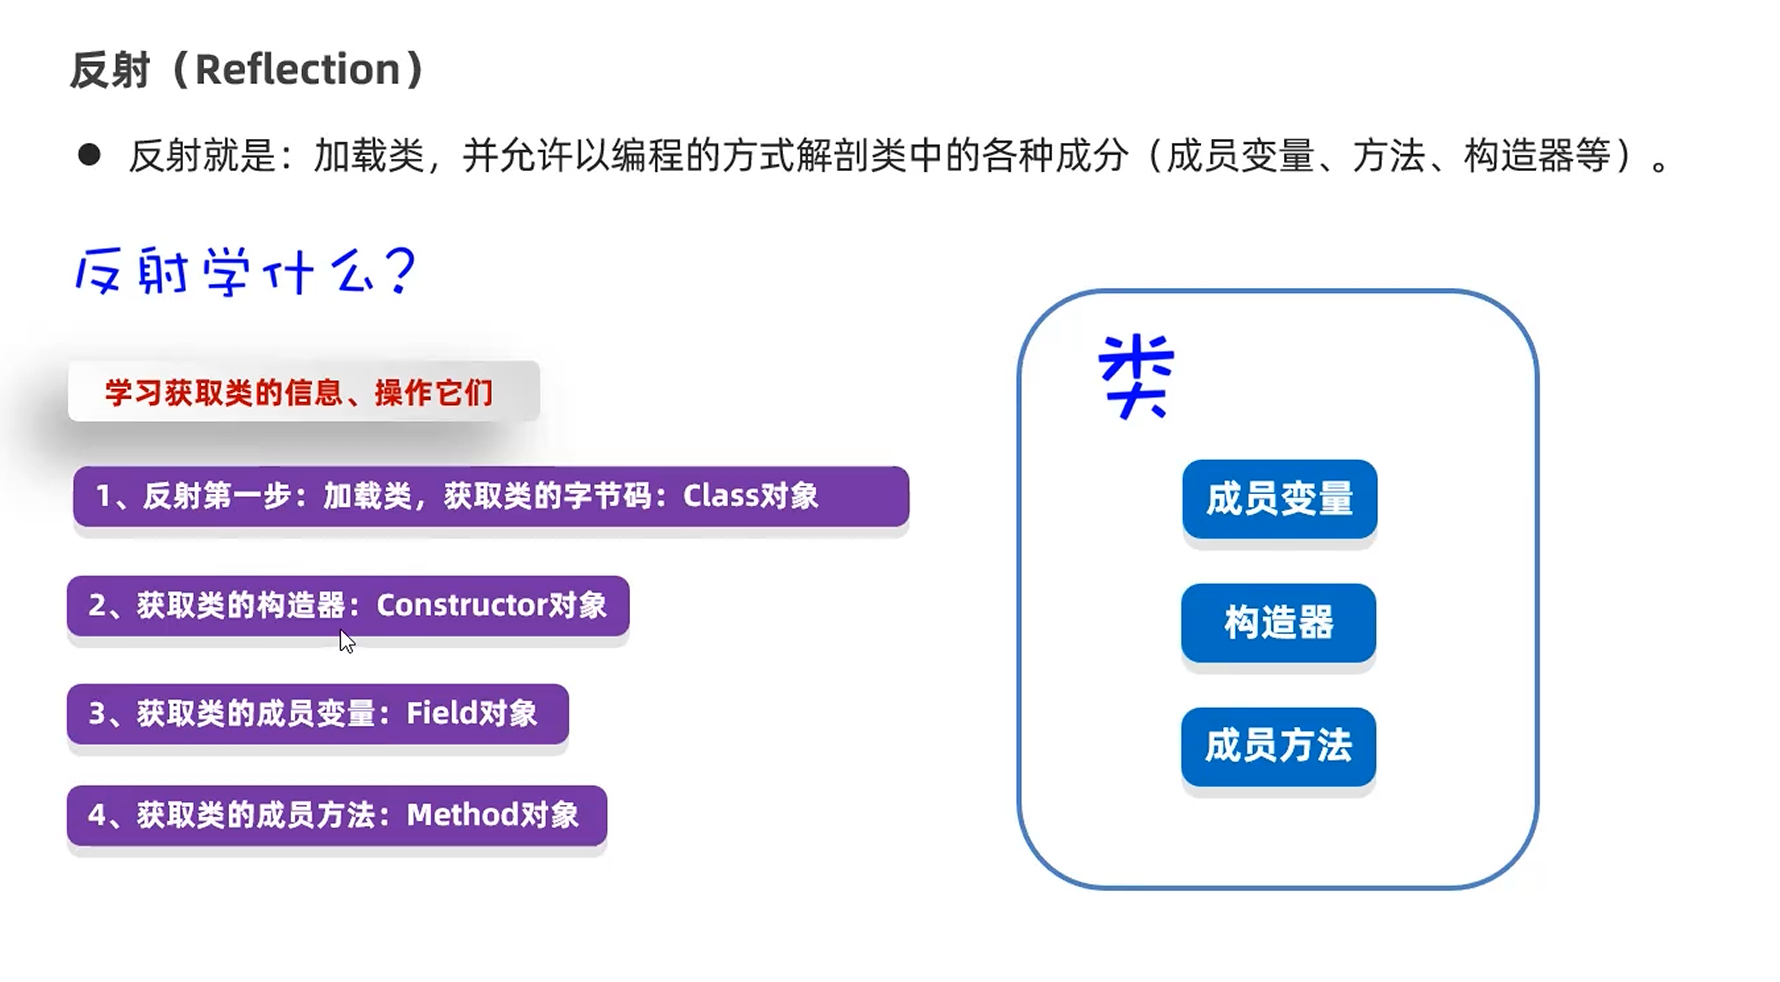 反射（Reflection）
● 反射就是：加载类，并允许以编程的方式解剖类中的各种成分（成员变量、方法、构造器等）。
反射学什么？
学习获取类的信息、操作它们
1、反射第一步：加载类，获取类的字节码：Class对象
2、获取类的构造器：Constructor对象
3、获取类的成员变量：Field对象
4、获取类的成员方法：Method对象
类
成员变量
构造器
成员方法